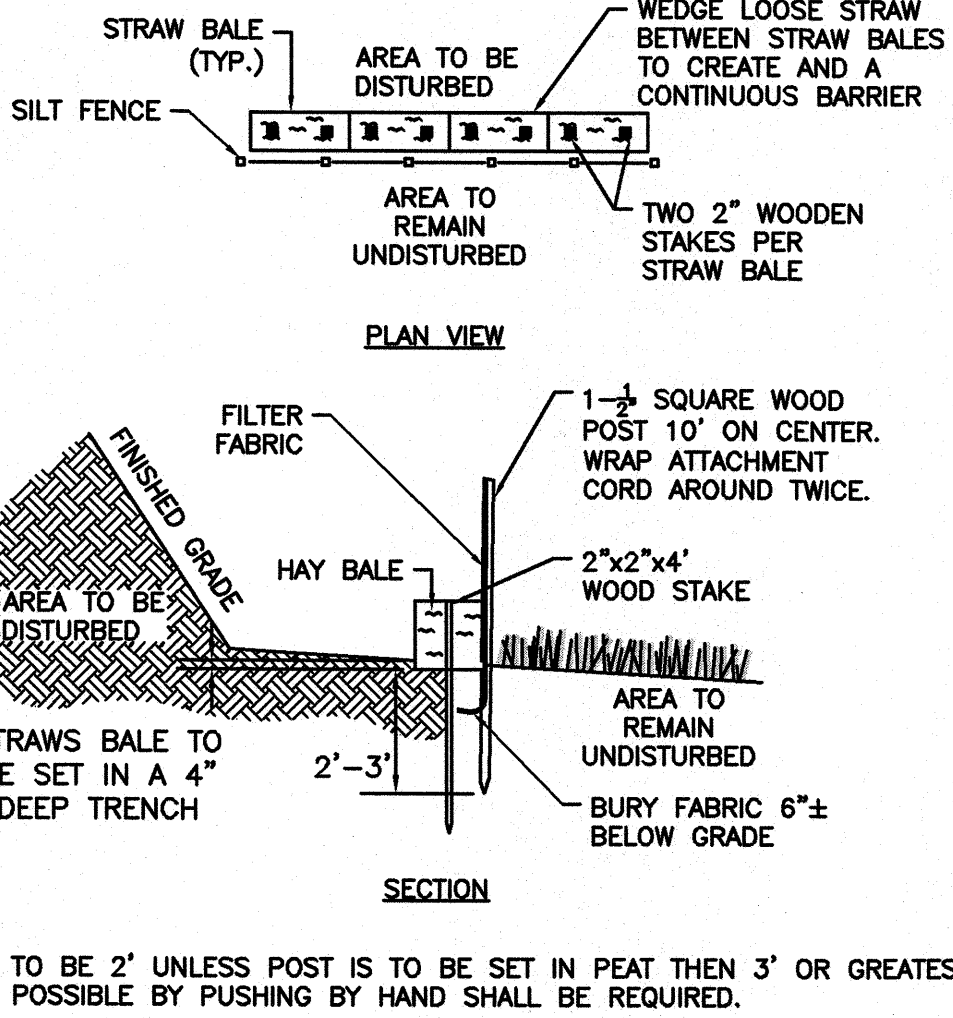 STRAW BALE
(TYP.)
AREA TO BE
DISTURBED
WEDGE LOOSE STRAW
BETWEEN STRAW BALES
TO CREATE AND A
CONTINUOUS BARRIER
SILT FENCE
AREA TO
REMAIN
UNDISTURBED
TWO 2" WOODEN
STAKES PER
STRAW BALE
PLAN VIEW
FILTER
FABRIC
1-1/2" SQUARE WOOD
POST 10' ON CENTER.
WRAP ATTACHMENT
CORD AROUND TWICE.
FINISHED GRADE
HAY BALE
2"x2"x4'
WOOD STAKE
AREA TO BE
DISTURBED
AREA TO
REMAIN
UNDISTURBED
TRAWS BALE TO
E SET IN A 4"
DEEP TRENCH
2'-3'
BURY FABRIC 6"±
BELOW GRADE
SECTION
TO BE 2' UNLESS POST IS TO BE SET IN PEAT THEN 3' OR GREATES
POSSIBLE BY PUSHING BY HAND SHALL BE REQUIRED.